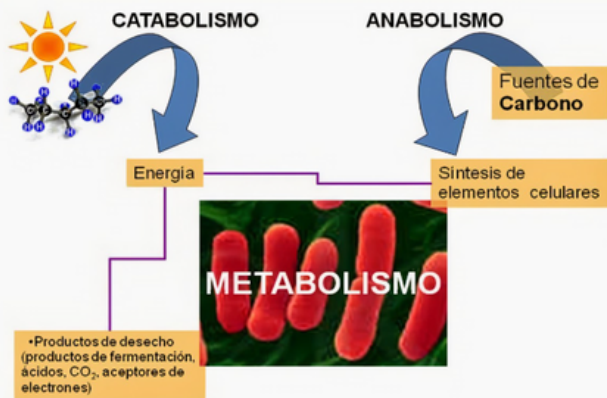 CATABOLISMO
ANABOLISMO
Fuentes de
Carbono
Energia
Síntesis de
elementos celulares
METABOLISMO
•Productos de desecho
(productos de fermentación,
ácidos, CO₂, aceptores de
electrones)